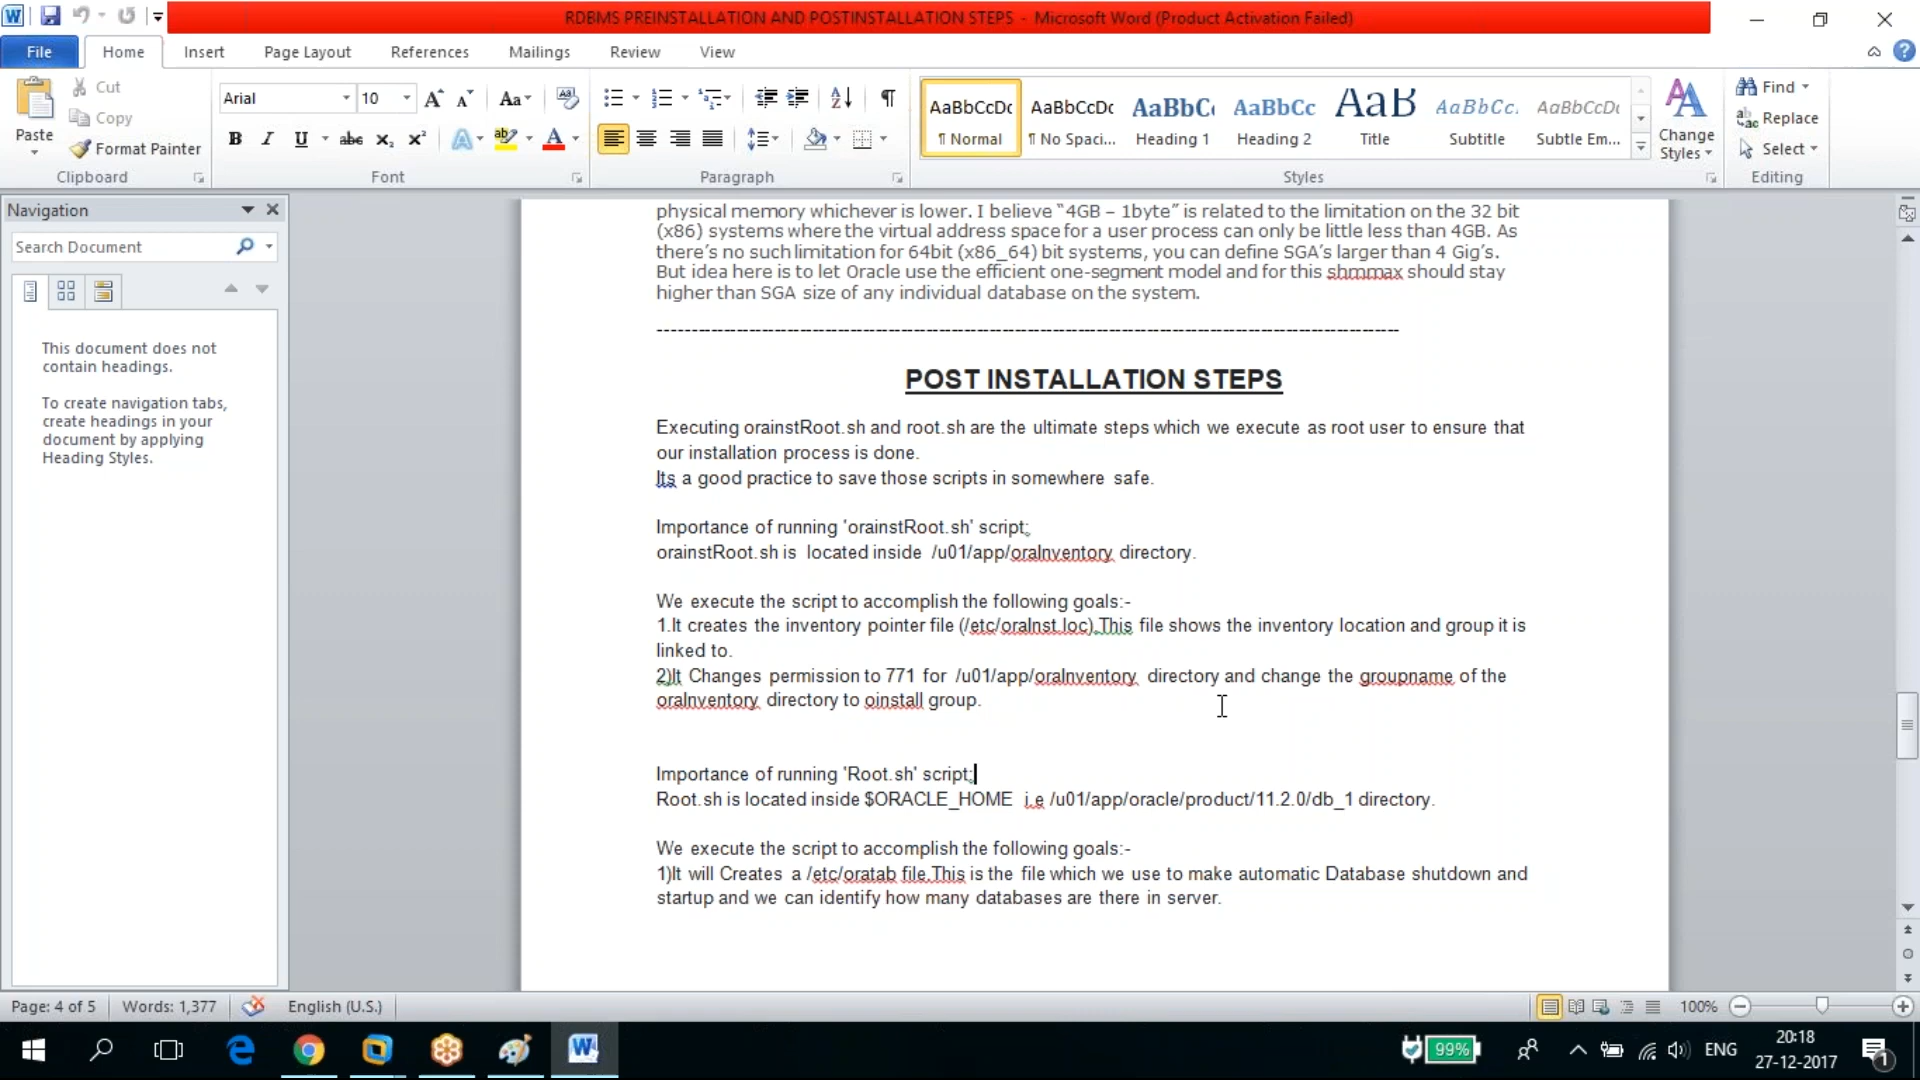 RDBMS PREINSTALLATION AND POSTINSTALLATION STEPS - Microsoft Word (Product Activation Failed)
File Home Insert Page Layout References Mailings Review View
Paste
Cut
Copy
Format Painter
Clipboard
Arial 10
Font
Paragraph
AaBbCcDc AaBbCcDc AaBbC AaBbCc AaB AaBbCc. AaBbCcDc
¶ Normal ¶ No Spaci... Heading 1 Heading 2 Title Subtitle Subtle Em...
Change
Styles
Styles
Find
Replace
Select
Editing
Navigation
Search Document
This document does not
contain headings.
To create navigation tabs,
create headings in your
document by applying
Heading Styles.
physical memory whichever is lower. I believe “4GB – 1byte” is related to the limitation on the 32 bit
(x86) systems where the virtual address space for a user process can only be little less than 4GB. As
there’s no such limitation for 64bit (x86_64) bit systems, you can define SGA’s larger than 4 Gig’s.
But idea here is to let Oracle use the efficient one-segment model and for this shmmax should stay
higher than SGA size of any individual database on the system.
POST INSTALLATION STEPS
Executing orainstRoot.sh and root.sh are the ultimate steps which we execute as root user to ensure that
our installation process is done.
Its a good practice to save those scripts in somewhere safe.
Importance of running 'orainstRoot.sh' script;
orainstRoot.sh is located inside /u01/app/oraInventory directory.
We execute the script to accomplish the following goals:-
1.It creates the inventory pointer file (/etc/oraInst.loc).This file shows the inventory location and group it is
linked to.
2)It Changes permission to 771 for /u01/app/oraInventory directory and change the groupname of the
oraInventory directory to oinstall group.
Importance of running 'Root.sh' script;
Root.sh is located inside $ORACLE_HOME i.e /u01/app/oracle/product/11.2.0/db_1 directory.
We execute the script to accomplish the following goals:-
1)It will Creates a /etc/oratab file.This is the file which we use to make automatic Database shutdown and
startup and we can identify how many databases are there in server.
Page: 4 of 5 Words: 1,377 English (U.S.) 100%
99% ENG 20:18
27-12-2017 1